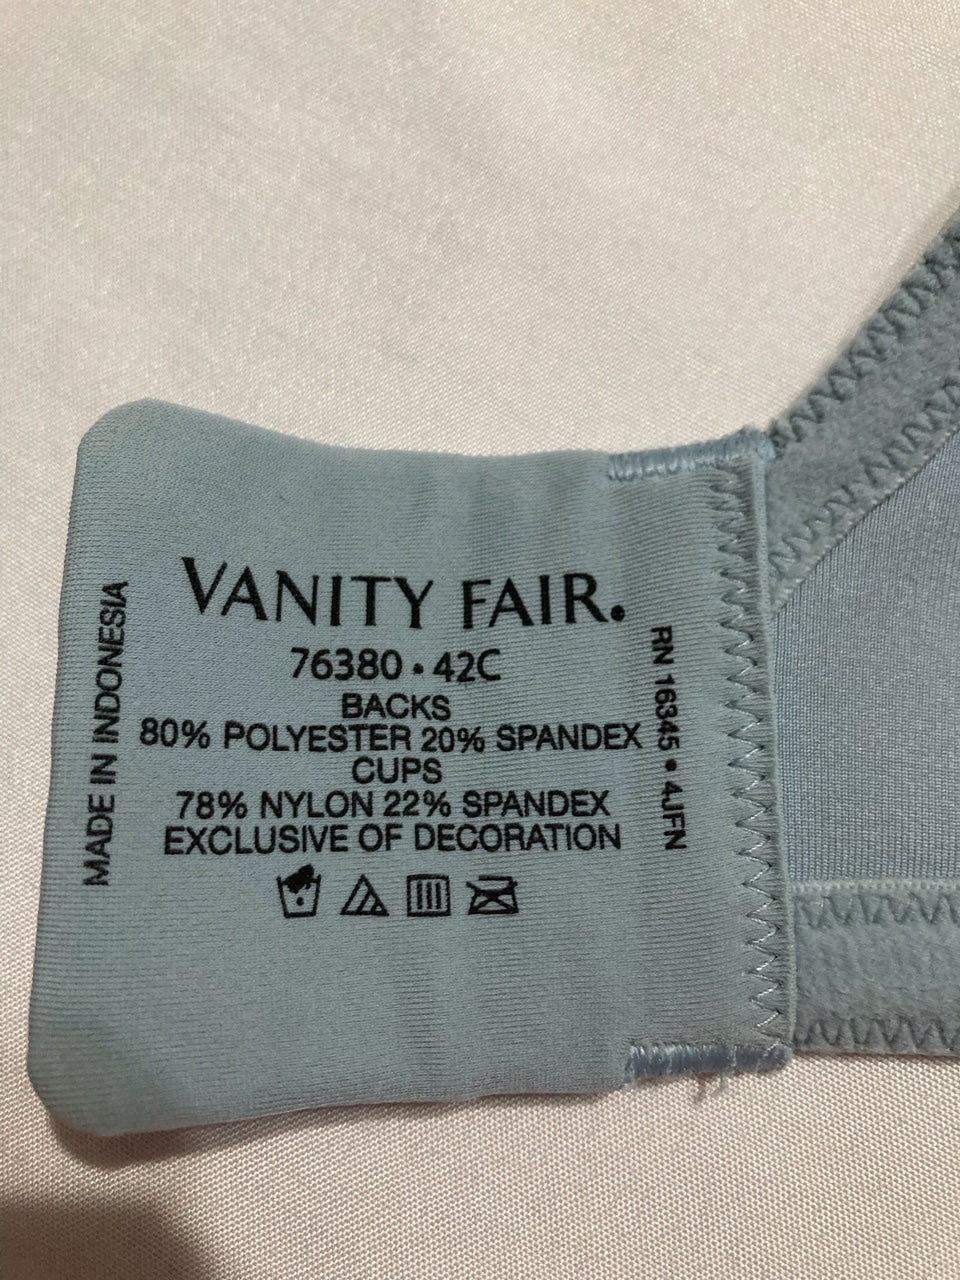 VANITY FAIR.
76380 • 42C
BACKS
80% POLYESTER 20% SPANDEX
CUPS
78% NYLON 22% SPANDEX
EXCLUSIVE OF DECORATION
MADE IN INDONESIA
RN 16345 • 4JFN